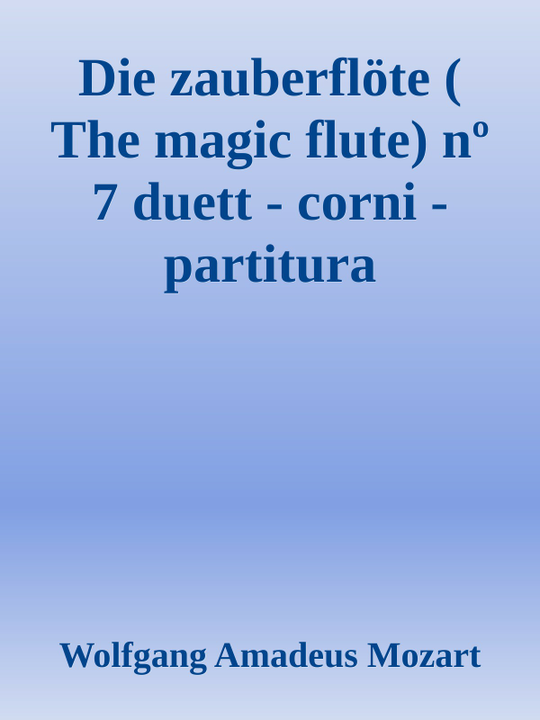 Die zauberflöte (
The magic flute) nº
7 duett - corni -
partitura
Wolfgang Amadeus Mozart